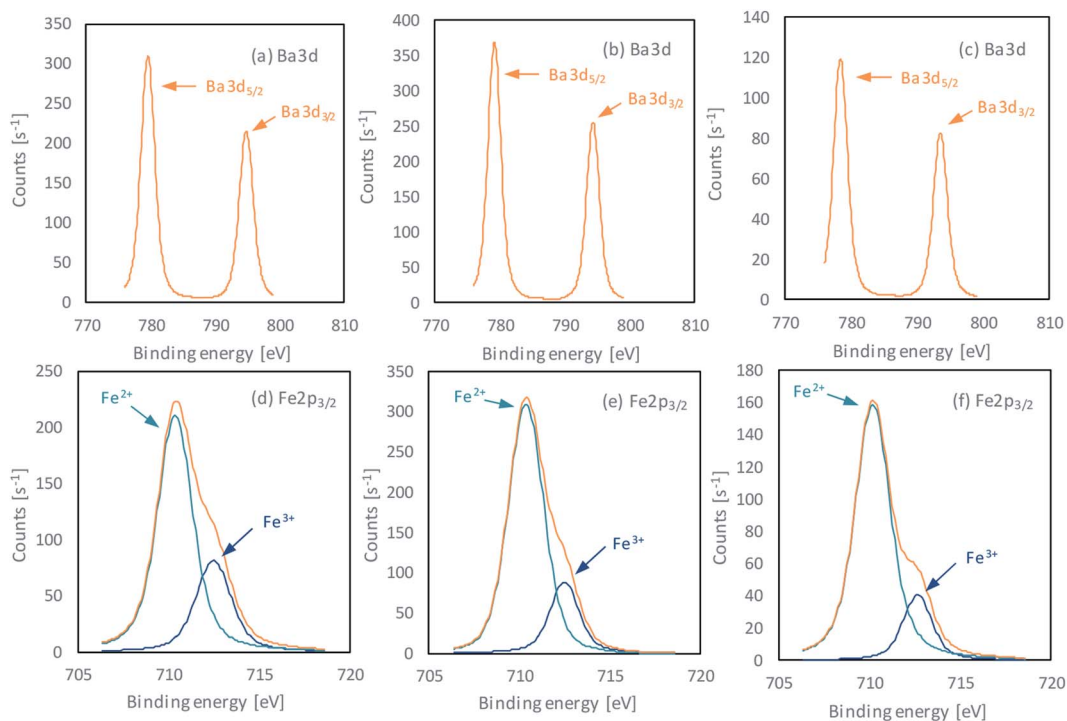 (a) Ba3d
Counts [s⁻¹]
350
300
250
200
150
100
50
0
Ba3d₅/₂
Ba3d₃/₂
770 780 790 800 810
Binding energy [eV]
(b) Ba3d
Counts [s⁻¹]
400
350
300
250
200
150
100
50
0
Ba3d₅/₂
Ba3d₃/₂
770 780 790 800 810
Binding energy [eV]
(c) Ba3d
Counts [s⁻¹]
140
120
100
80
60
40
20
0
Ba3d₅/₂
Ba3d₃/₂
770 780 790 800 810
Binding energy [eV]
(d) Fe2p₃/₂
Counts [s⁻¹]
250
200
150
100
50
0
Fe²⁺
Fe³⁺
705 710 715 720
Binding energy [eV]
(e) Fe2p₃/₂
Counts [s⁻¹]
350
300
250
200
150
100
50
0
Fe²⁺
Fe³⁺
705 710 715 720
Binding energy [eV]
(f) Fe2p₃/₂
Counts [s⁻¹]
180
160
140
120
100
80
60
40
20
0
Fe²⁺
Fe³⁺
705 710 715 720
Binding energy [eV]